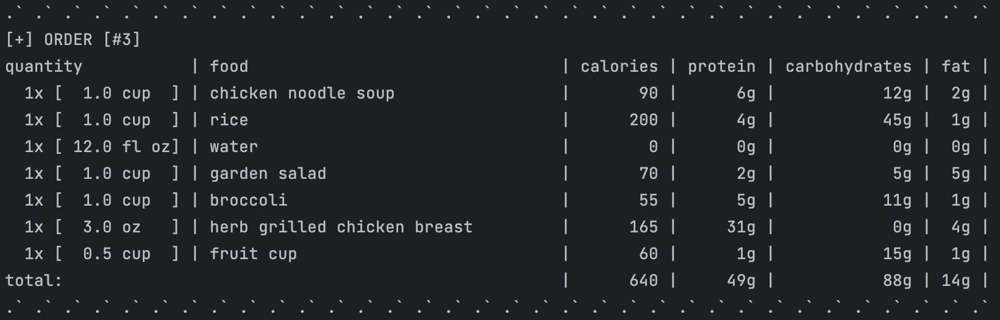 .` .` .` .` .` .` .` .` .` .` .` .` .` .` .` .` .` .` .` .` .` .` .` .` .` .` .` .` .` .` .` .` .` .`
[+] ORDER [#3]
quantity           | food                                | calories | protein | carbohydrates | fat |
  1x [  1.0 cup  ] | chicken noodle soup                 |       90 |      6g |           12g |  2g |
  1x [  1.0 cup  ] | rice                                |      200 |      4g |           45g |  1g |
  1x [ 12.0 fl oz] | water                               |        0 |      0g |            0g |  0g |
  1x [  1.0 cup  ] | garden salad                        |       70 |      2g |            5g |  5g |
  1x [  1.0 cup  ] | broccoli                            |       55 |      5g |           11g |  1g |
  1x [  3.0 oz   ] | herb grilled chicken breast         |      165 |     31g |            0g |  4g |
  1x [  0.5 cup  ] | fruit cup                           |       60 |      1g |           15g |  1g |
total:                                                   |      640 |     49g |           88g | 14g |
.` .` .` .` .` .` .` .` .` .` .` .` .` .` .` .` .` .` .` .` .` .` .` .` .` .` .` .` .` .` .` .` .` .`